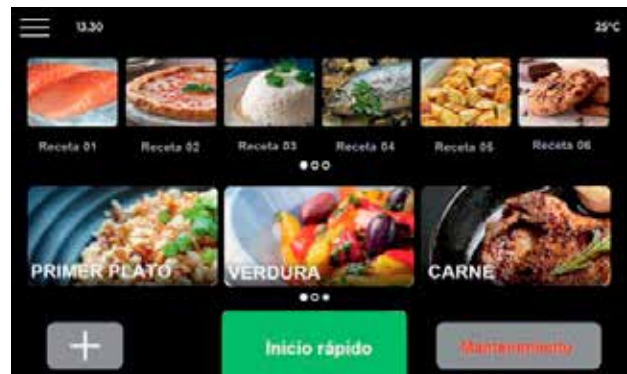 13.30 25°C
Receta 01 Receta 02 Receta 03 Receta 04 Receta 05 Receta 06
PRIMER PLATO VERDURA CARNE
+ Inicio rápido Mantenimiento